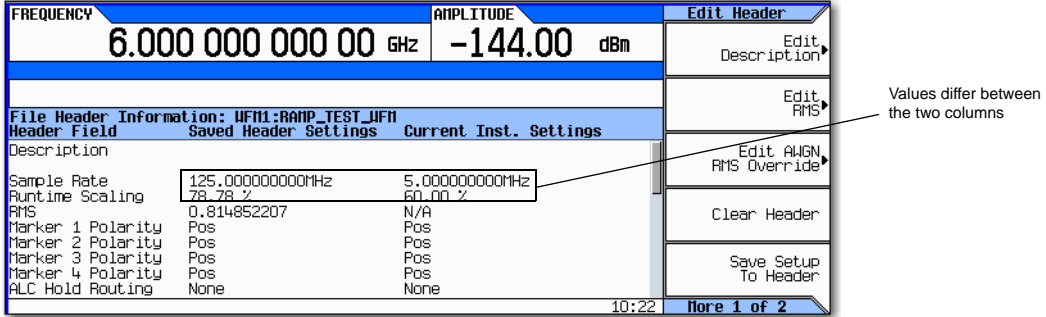 FREQUENCY AMPLITUDE Edit Header
6.000 000 000 00 GHz -144.00 dBm
Edit
Description
Edit
RMS
Values differ between
the two columns
File Header Information: WFM1:RAMP_TEST_WFM
Header Field Saved Header Settings Current Inst. Settings
Description
Edit AWGN
RMS Override
Sample Rate 125.000000000MHz 5.000000000MHz
Runtime Scaling 78.78 % 60.00 %
RMS 0.814852207 N/A
Clear Header
Marker 1 Polarity Pos Pos
Marker 2 Polarity Pos Pos
Marker 3 Polarity Pos Pos
Marker 4 Polarity Pos Pos
Save Setup
To Header
ALC Hold Routing None None
10:22 More 1 of 2